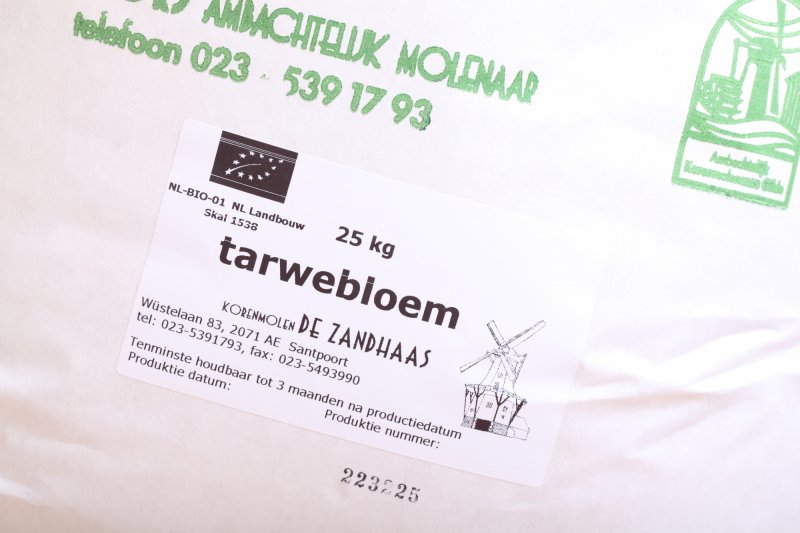 AMBACHTELIJK MOLENAAR
telefoon 023 - 539 17 93
Ambachtelijk
NL-BIO-01 NL Landbouw
Skal 1538
25 kg
tarwebloem
KORENMOLEN DE ZANDHAAS
Wüstelaan 83, 2071 AE Santpoort
tel: 023-5391793, fax: 023-5493990
Tenminste houdbaar tot 3 maanden na productiedatum
Produktie datum:
Produktie nummer:
223225